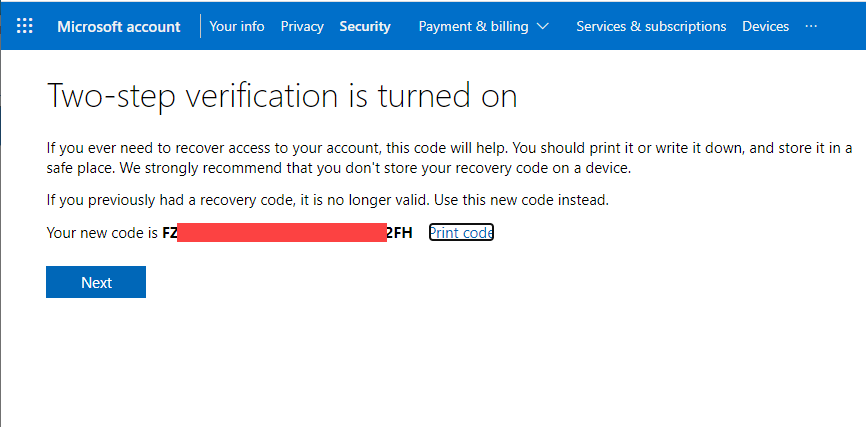 Microsoft account Your info Privacy Security Payment & billing Services & subscriptions Devices ...
Two-step verification is turned on
If you ever need to recover access to your account, this code will help. You should print it or write it down, and store it in a
safe place. We strongly recommend that you don't store your recovery code on a device.
If you previously had a recovery code, it is no longer valid. Use this new code instead.
Your new code is FZ 2FH Print code
Next